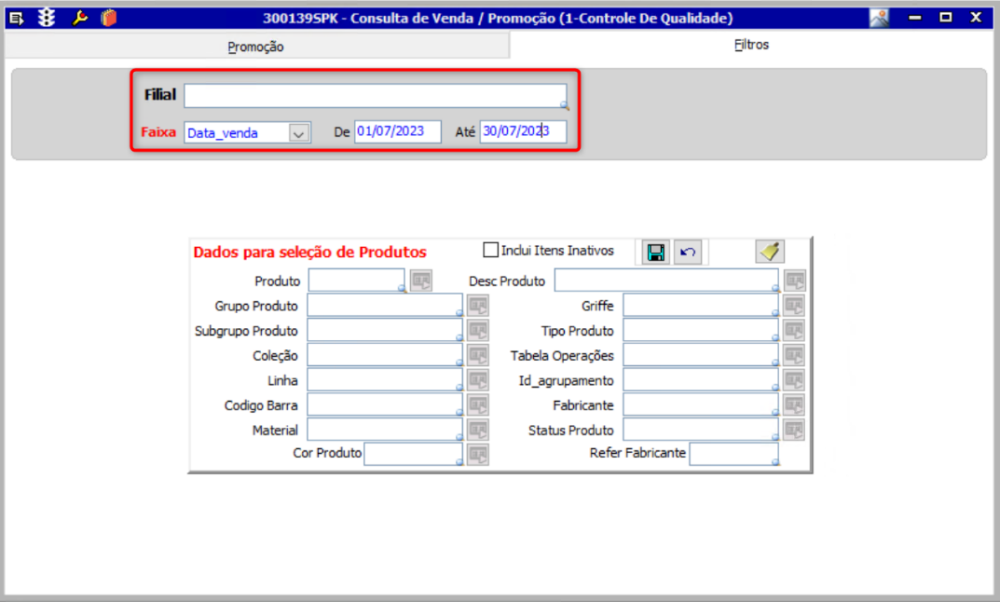 300139SPK - Consulta de Venda / Promoção (1-Controle De Qualidade)
Promoção
Filtros
Filial
Faixa Data_venda De 01/07/2023 Até 30/07/2023
Dados para seleção de Produtos Inclui Itens Inativos
Produto Desc Produto
Grupo Produto Griffe
Subgrupo Produto Tipo Produto
Coleção Tabela Operações
Linha Id_agrupamento
Codigo Barra Fabricante
Material Status Produto
Cor Produto Refer Fabricante